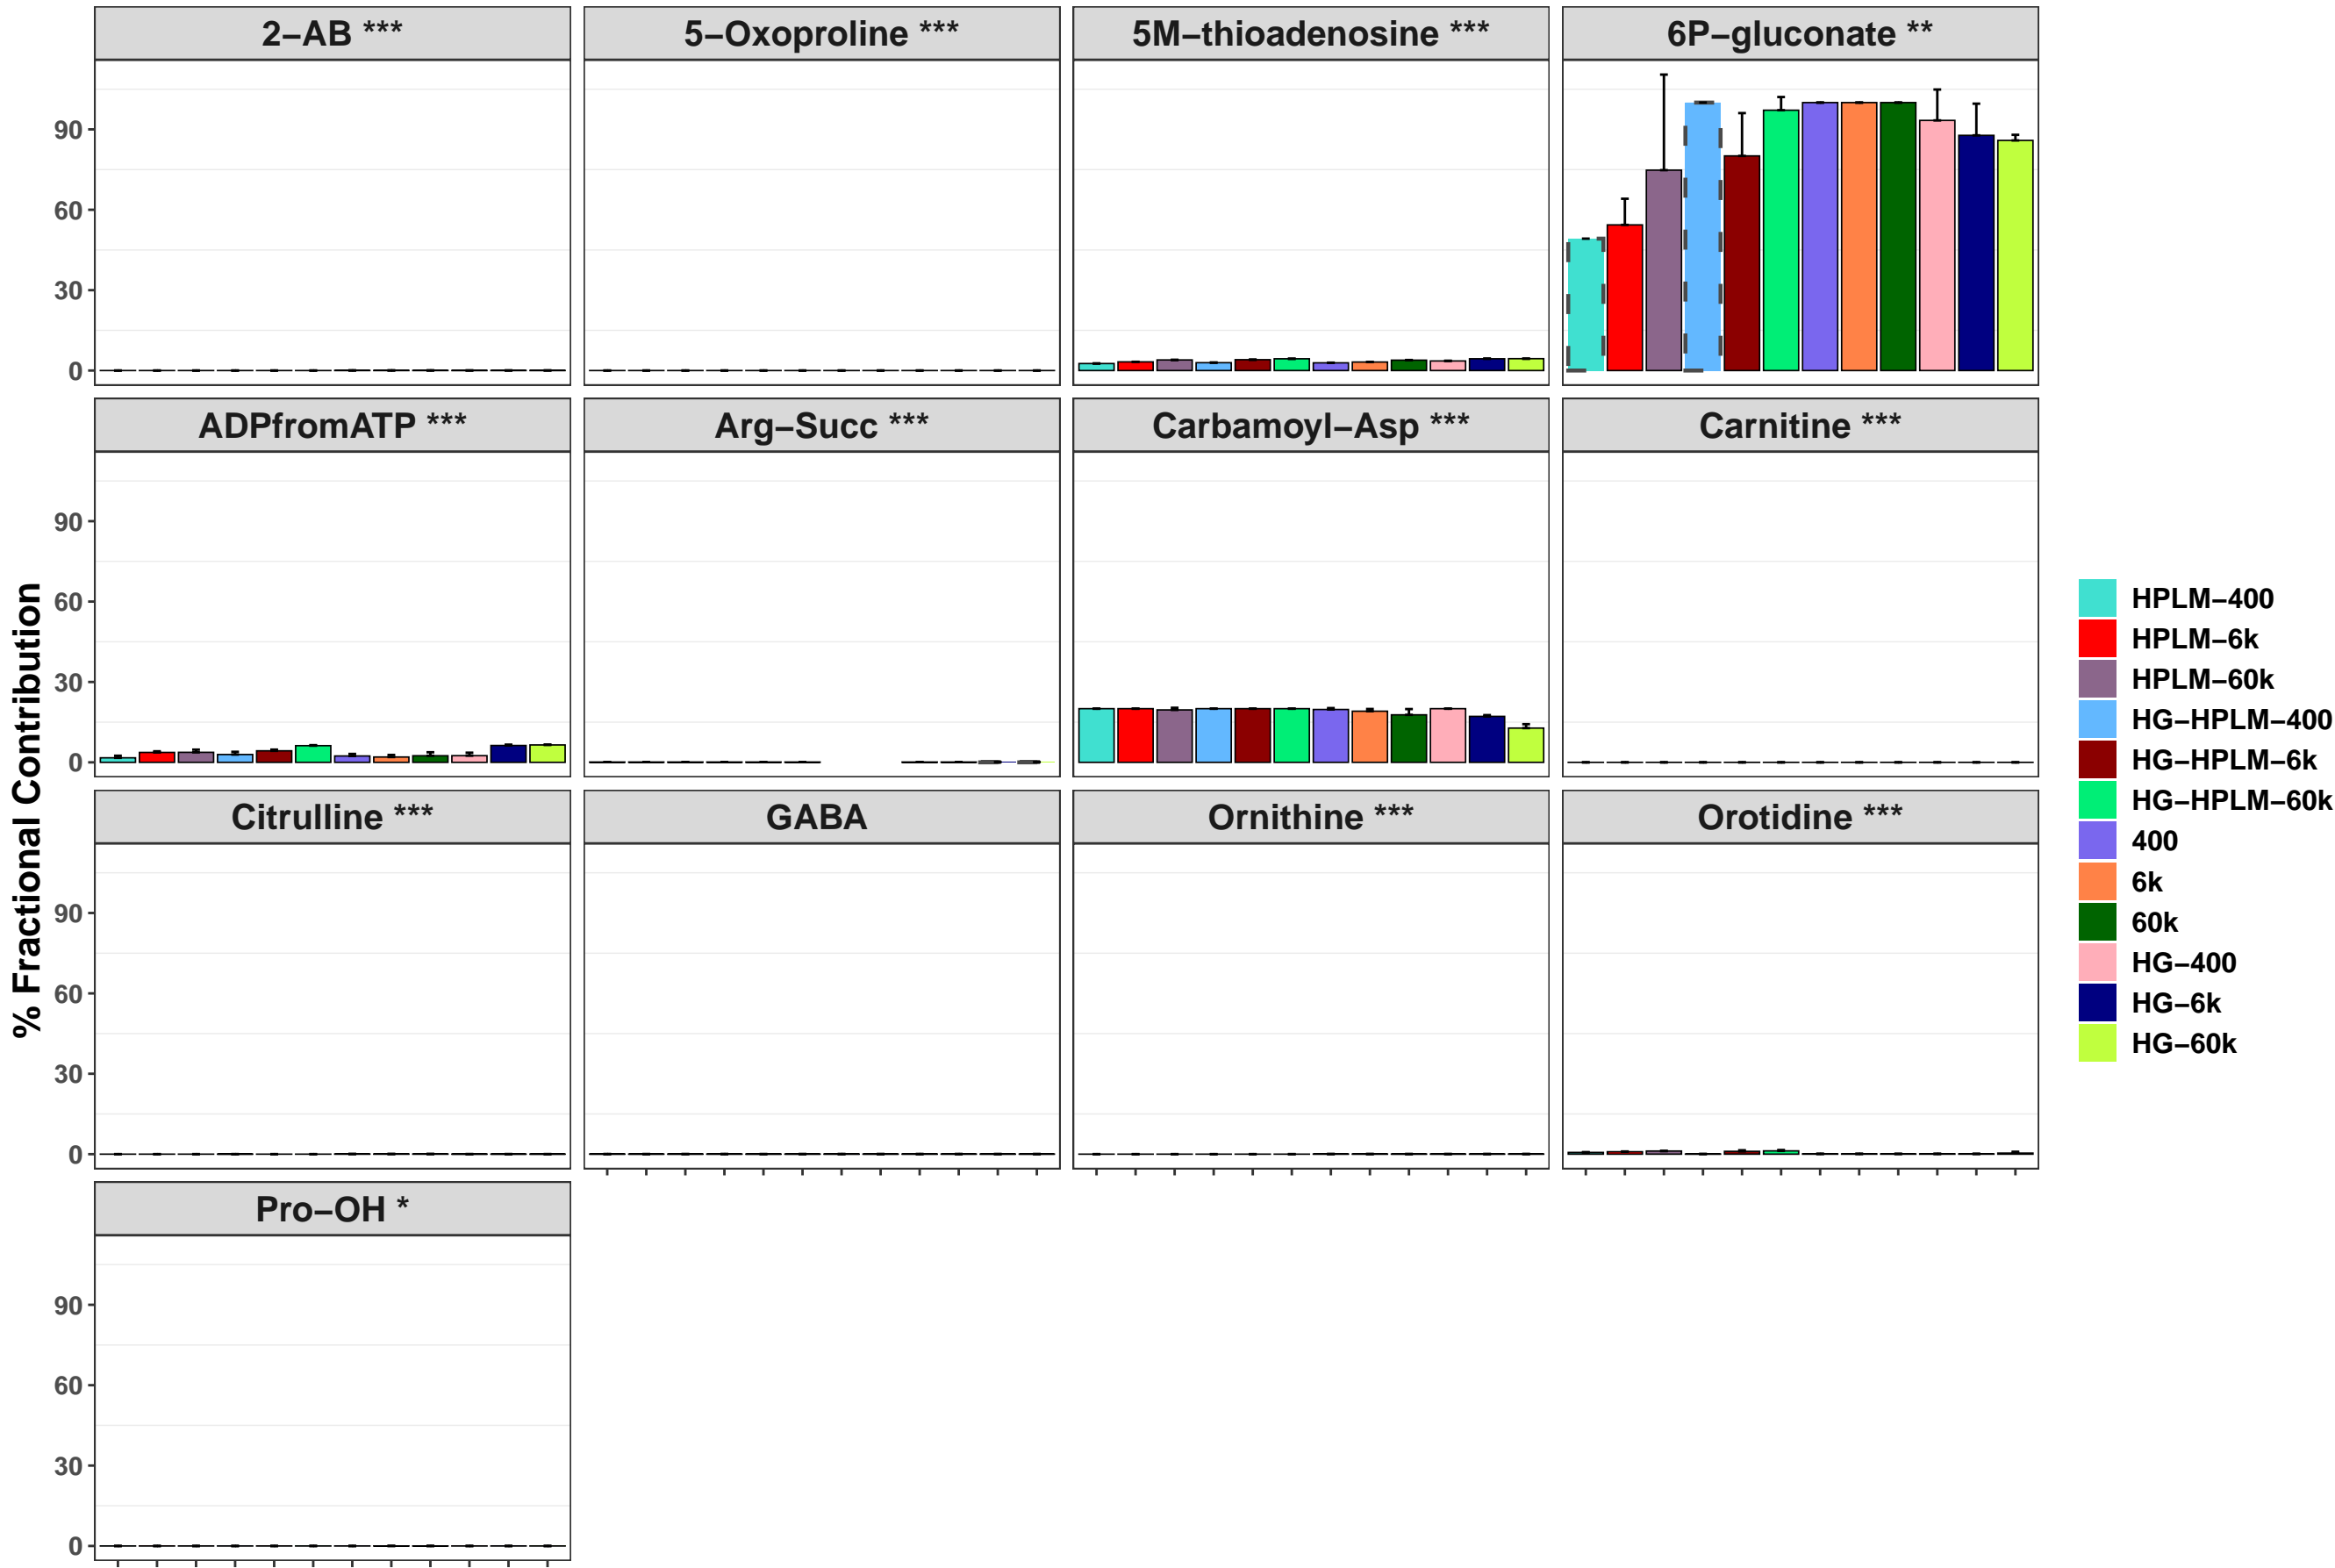 2−AB ***
5−Oxoproline ***
5M−thioadenosine ***
6P−gluconate **
90
60
30
0
ADPfromATP ***
Arg−Succ ***
Carbamoyl−Asp ***
Carnitine ***
90
60
30
0
Citrulline ***
GABA
Ornithine ***
Orotidine ***
90
60
30
0
Pro−OH *
90
60
30
0
% Fractional Contribution
HPLM−400
HPLM−6k
HPLM−60k
HG−HPLM−400
HG−HPLM−6k
HG−HPLM−60k
400
6k
60k
HG−400
HG−6k
HG−60k